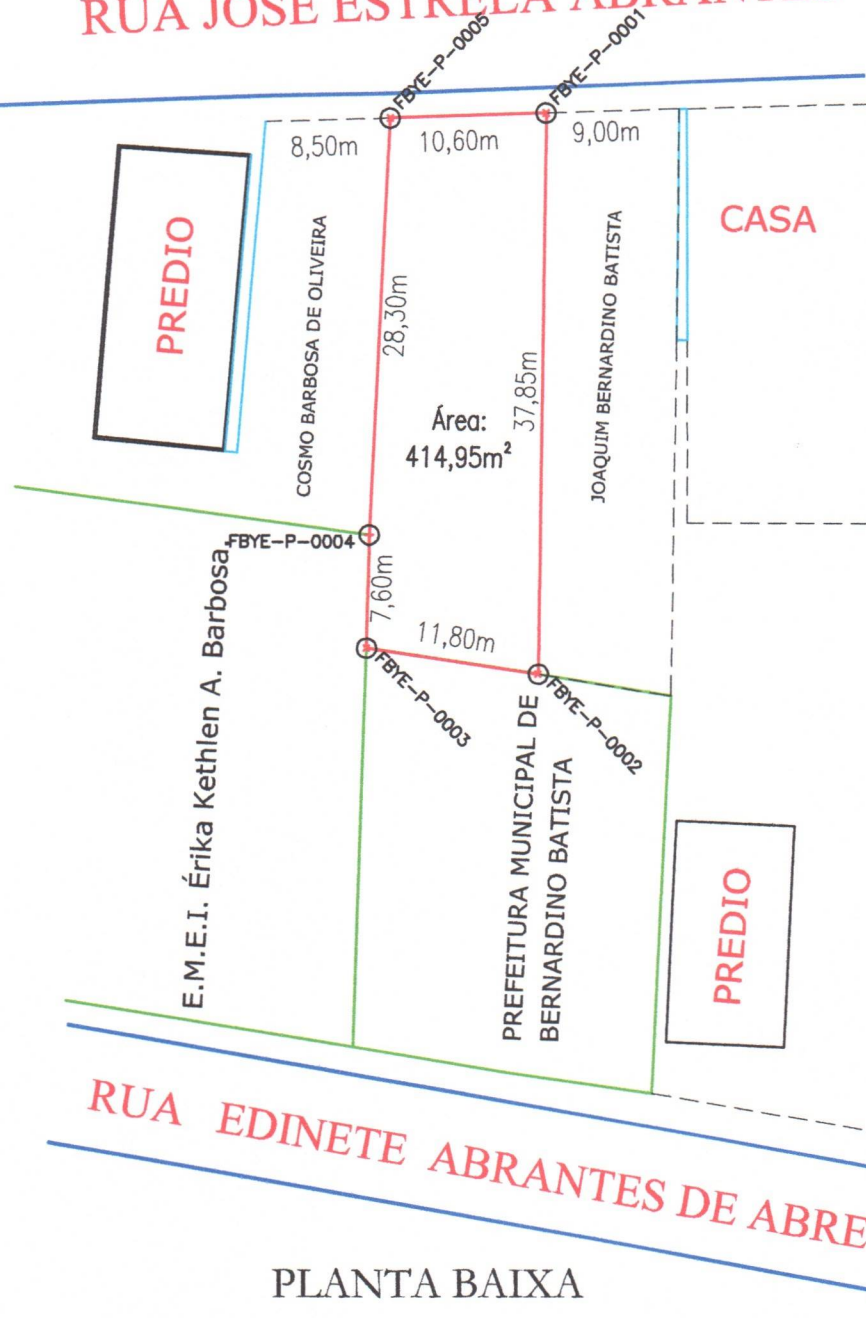 RUA JOSÉ ESTRELA
FBYE-P-0005
FBYE-P-0001
8,50m
10,60m
9,00m
PREDIO
COSMO BARBOSA DE OLIVEIRA
28,30m
Área:
414,95m²
37,85m
JOAQUIM BERNARDINO BATISTA
CASA
FBYE-P-0004
7,60m
11,80m
FBYE-P-0003
FBYE-P-0002
E.M.E.I. Érika Kethlen A. Barbosa
PREFEITURA MUNICIPAL DE
BERNARDINO BATISTA
PREDIO
RUA EDINETE ABRANTES DE ABRE
PLANTA BAIXA